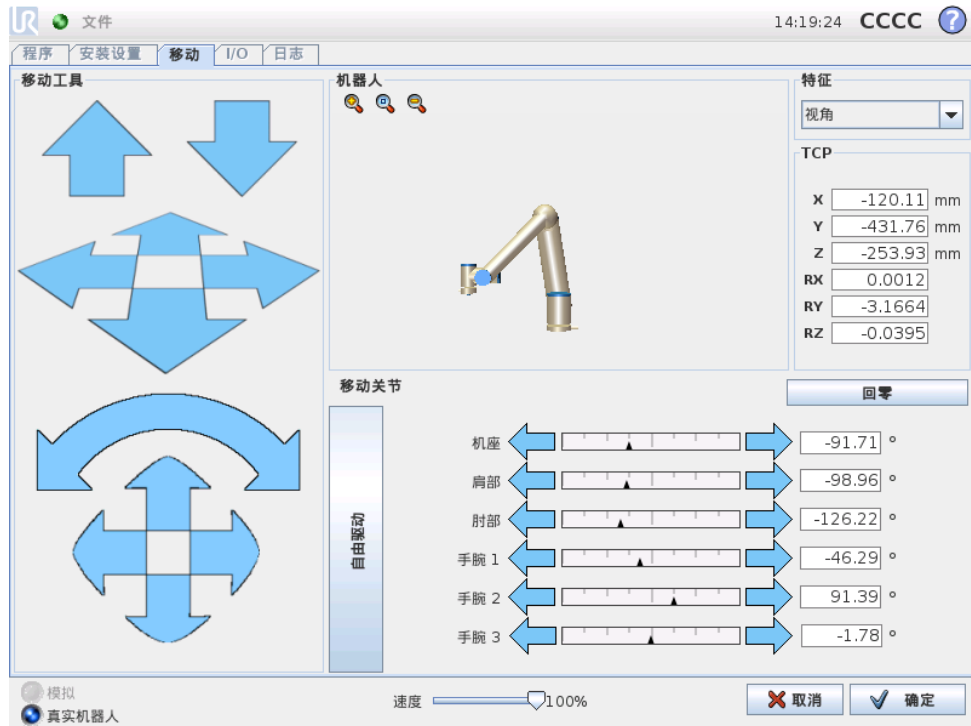 UR 文件 14:19:24 CCCC ?
程序 安装设置 移动 I/O 日志
移动工具
机器人
特征
视角
TCP
X -120.11 mm
Y -431.76 mm
Z -253.93 mm
RX 0.0012
RY -3.1664
RZ -0.0395
移动关节
回零
自由驱动
机座 -91.71 °
肩部 -98.96 °
肘部 -126.22 °
手腕 1 -46.29 °
手腕 2 91.39 °
手腕 3 -1.78 °
模拟
真实机器人
速度 100%
取消 确定